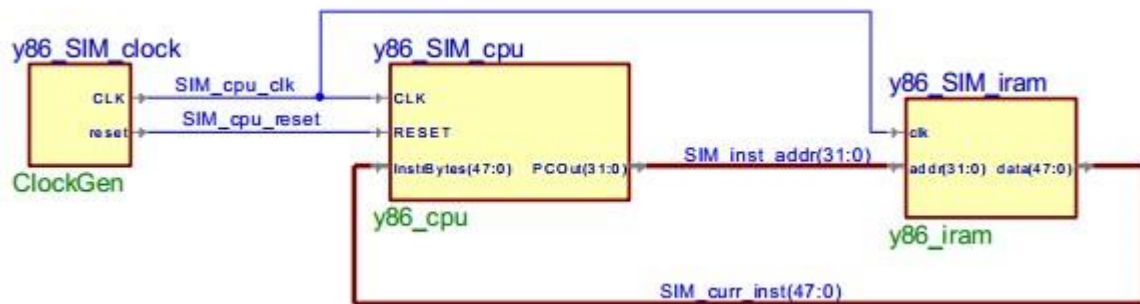 y86_SIM_clock
CLK
reset
ClockGen
SIM_cpu_clk
SIM_cpu_reset
y86_SIM_cpu
CLK
RESET
InstrBytes(47:0) PCOut(31:0)
y86_cpu
SIM_inst_addr(31:0)
y86_SIM_iram
clk
addr(31:0) data(47:0)
y86_iram
SIM_curr_inst(47:0)